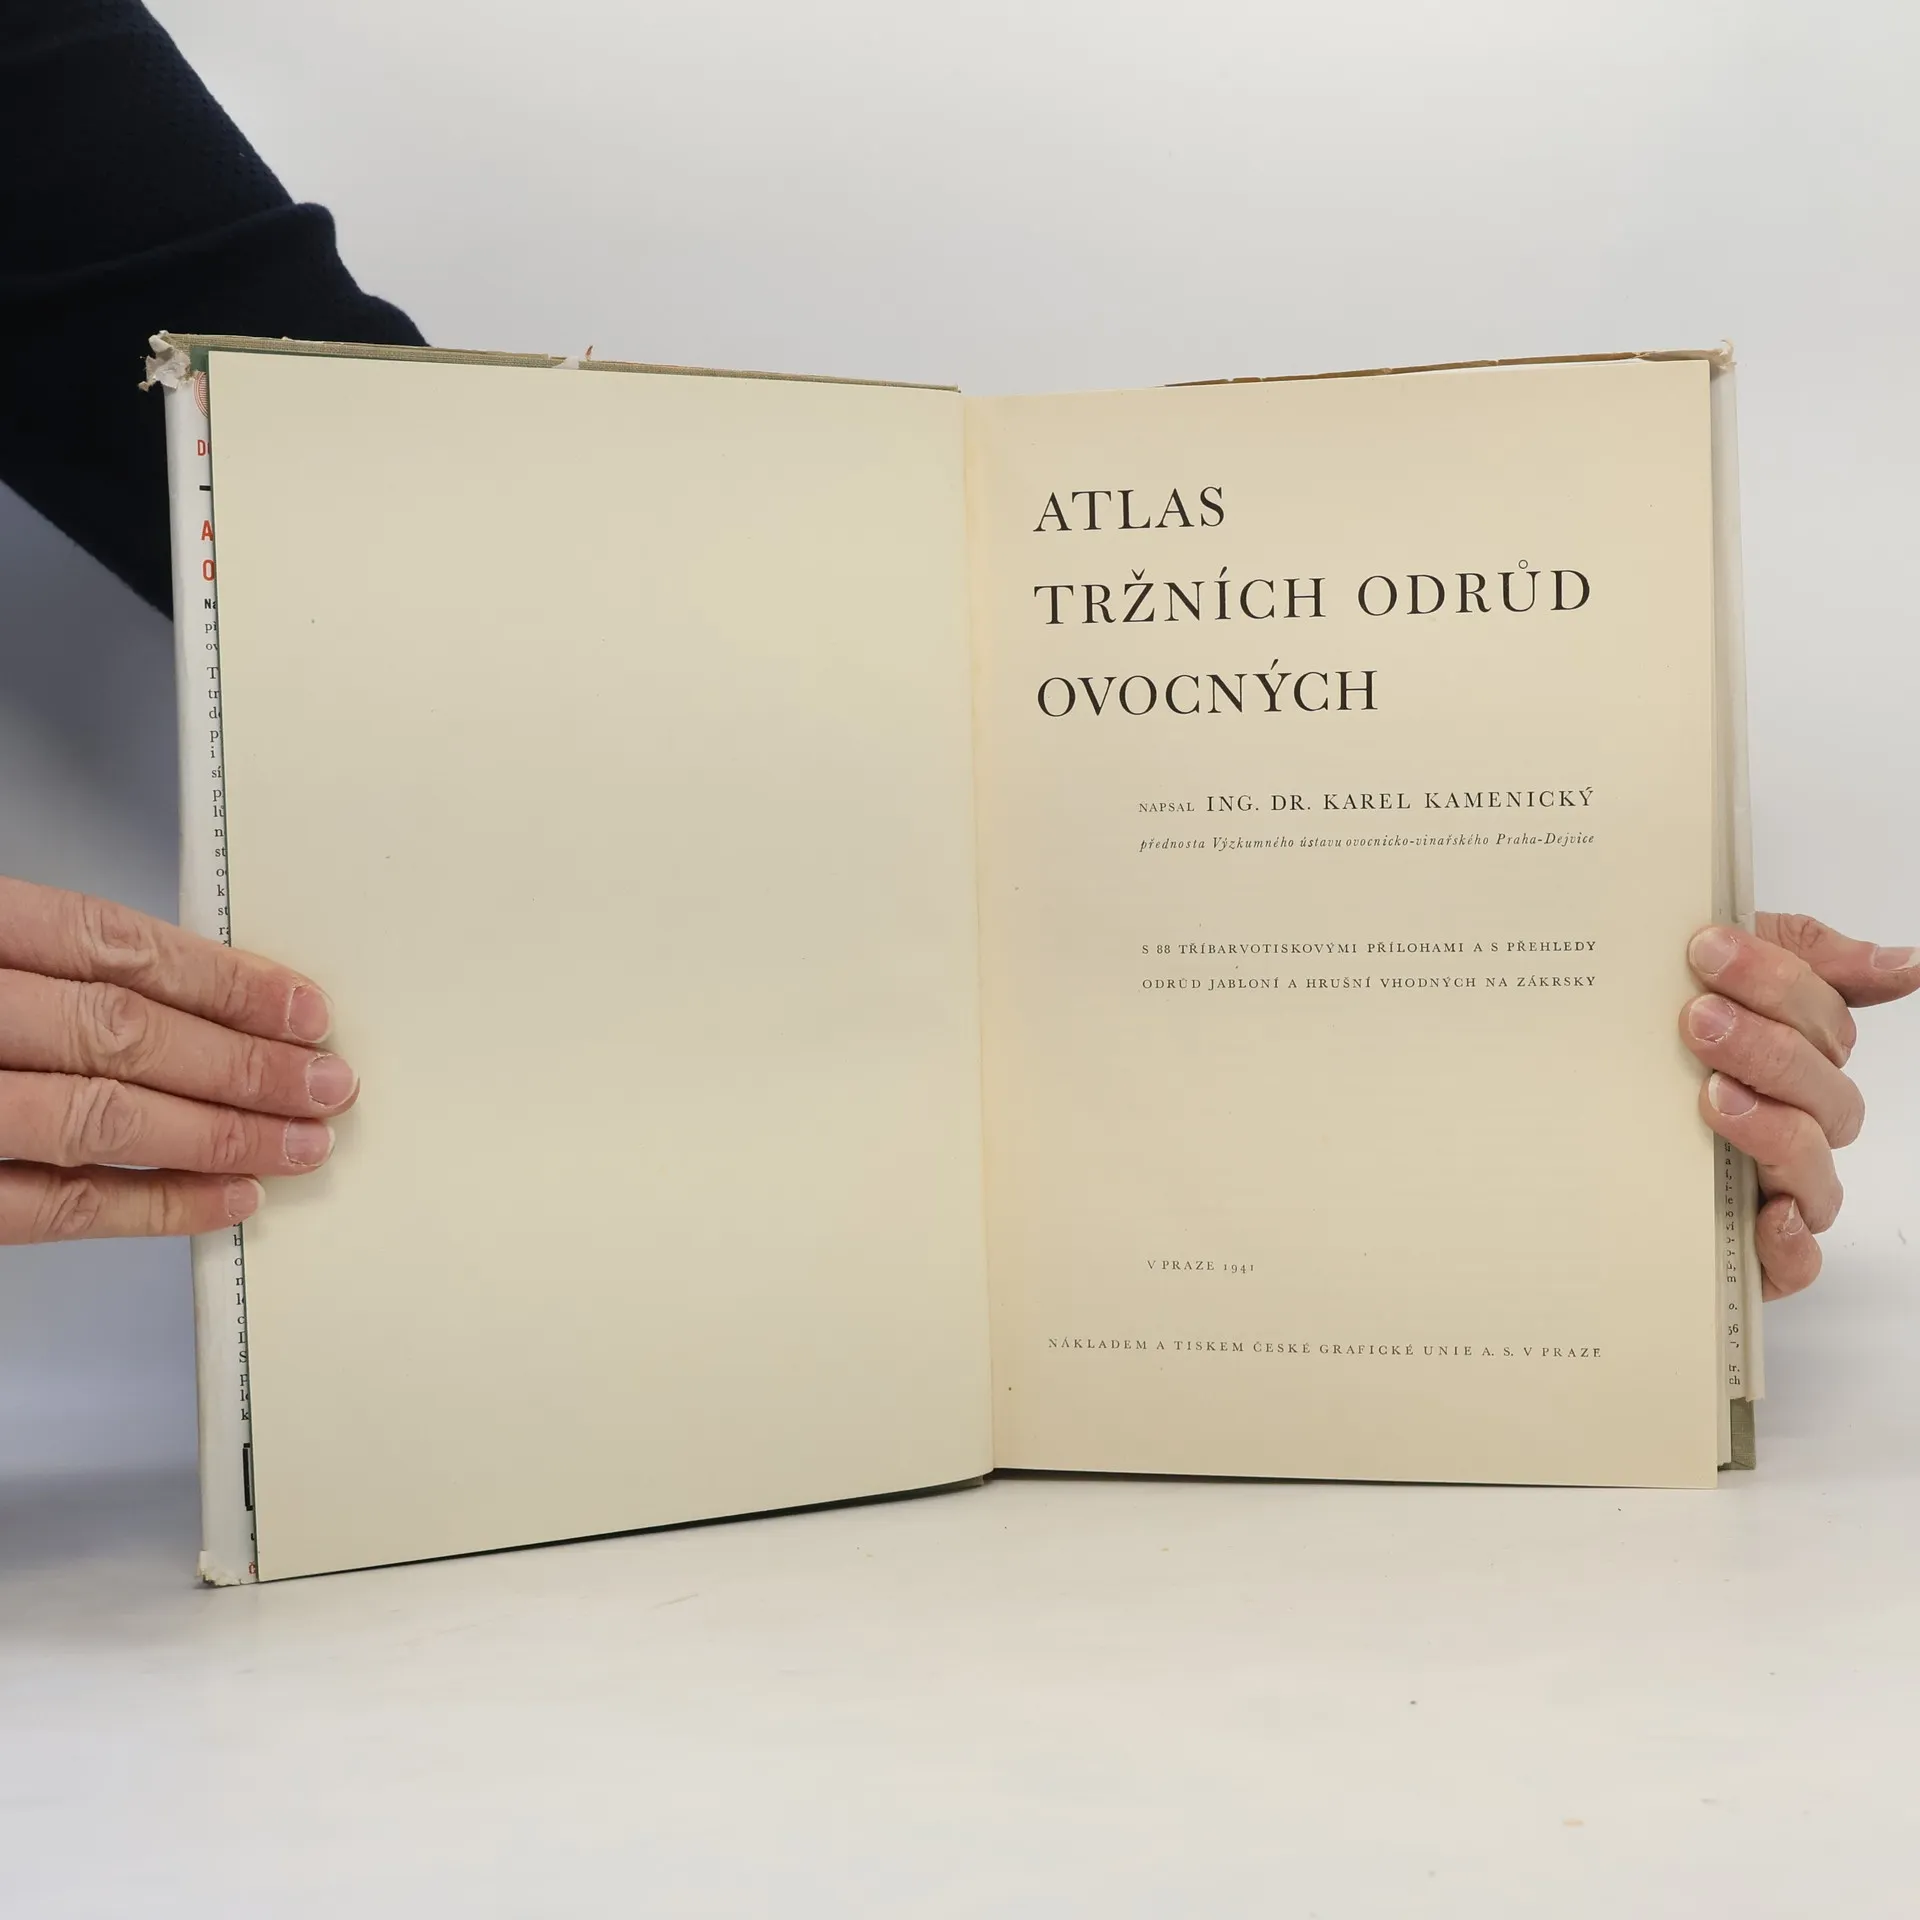 ATLAS
TRŽNÍCH ODRŮD
OVOCNÝCH
NAPSAL ING. DR. KAREL KAMENICKÝ
přednosta Výzkumného ústavu ovocnicko-vinařského Praha-Dejvice
S 88 TŘÍBARVOTISKOVÝMI PŘÍLOHAMI A S PŘEHLEDY
ODRŮD JABLONÍ A HRUŠNÍ VHODNÝCH NA ZÁKRSKY
V PRAZE 1941
NÁKLADEM A TISKEM ČESKÉ GRAFICKÉ UNIE A. S. V PRAZE